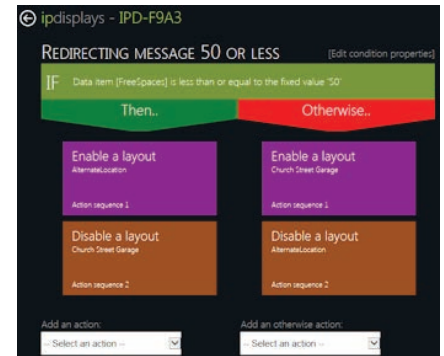 ipdisplays - IPD-F9A3
REDIRECTING MESSAGE 50 OR LESS
[Edit condition properties]
IF Data item [FreeSpaces] is less than or equal to the fixed value '50'
Then..
Otherwise..
Enable a layout
AlternateLocation
Action sequence 1
Enable a layout
Church Street Garage
Action sequence 1
Disable a layout
Church Street Garage
Action sequence 2
Disable a layout
AlternateLocation
Action sequence 2
Add an action:
-- Select an action --
Add an otherwise action:
-- Select an action --